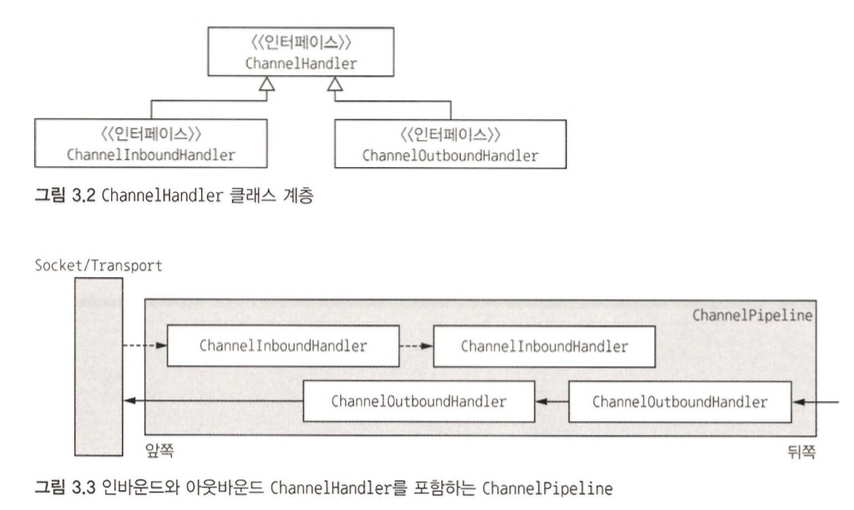 〈〈인터페이스〉〉
ChannelHandler
〈〈인터페이스〉〉
ChannelInboundHandler
〈〈인터페이스〉〉
ChannelOutboundHandler
그림 3.2 ChannelHandler 클래스 계층
Socket/Transport
ChannelPipeline
ChannelInboundHandler
ChannelInboundHandler
ChannelOutboundHandler
ChannelOutboundHandler
앞쪽
뒤쪽
그림 3.3 인바운드와 아웃바운드 ChannelHandler를 포함하는 ChannelPipeline